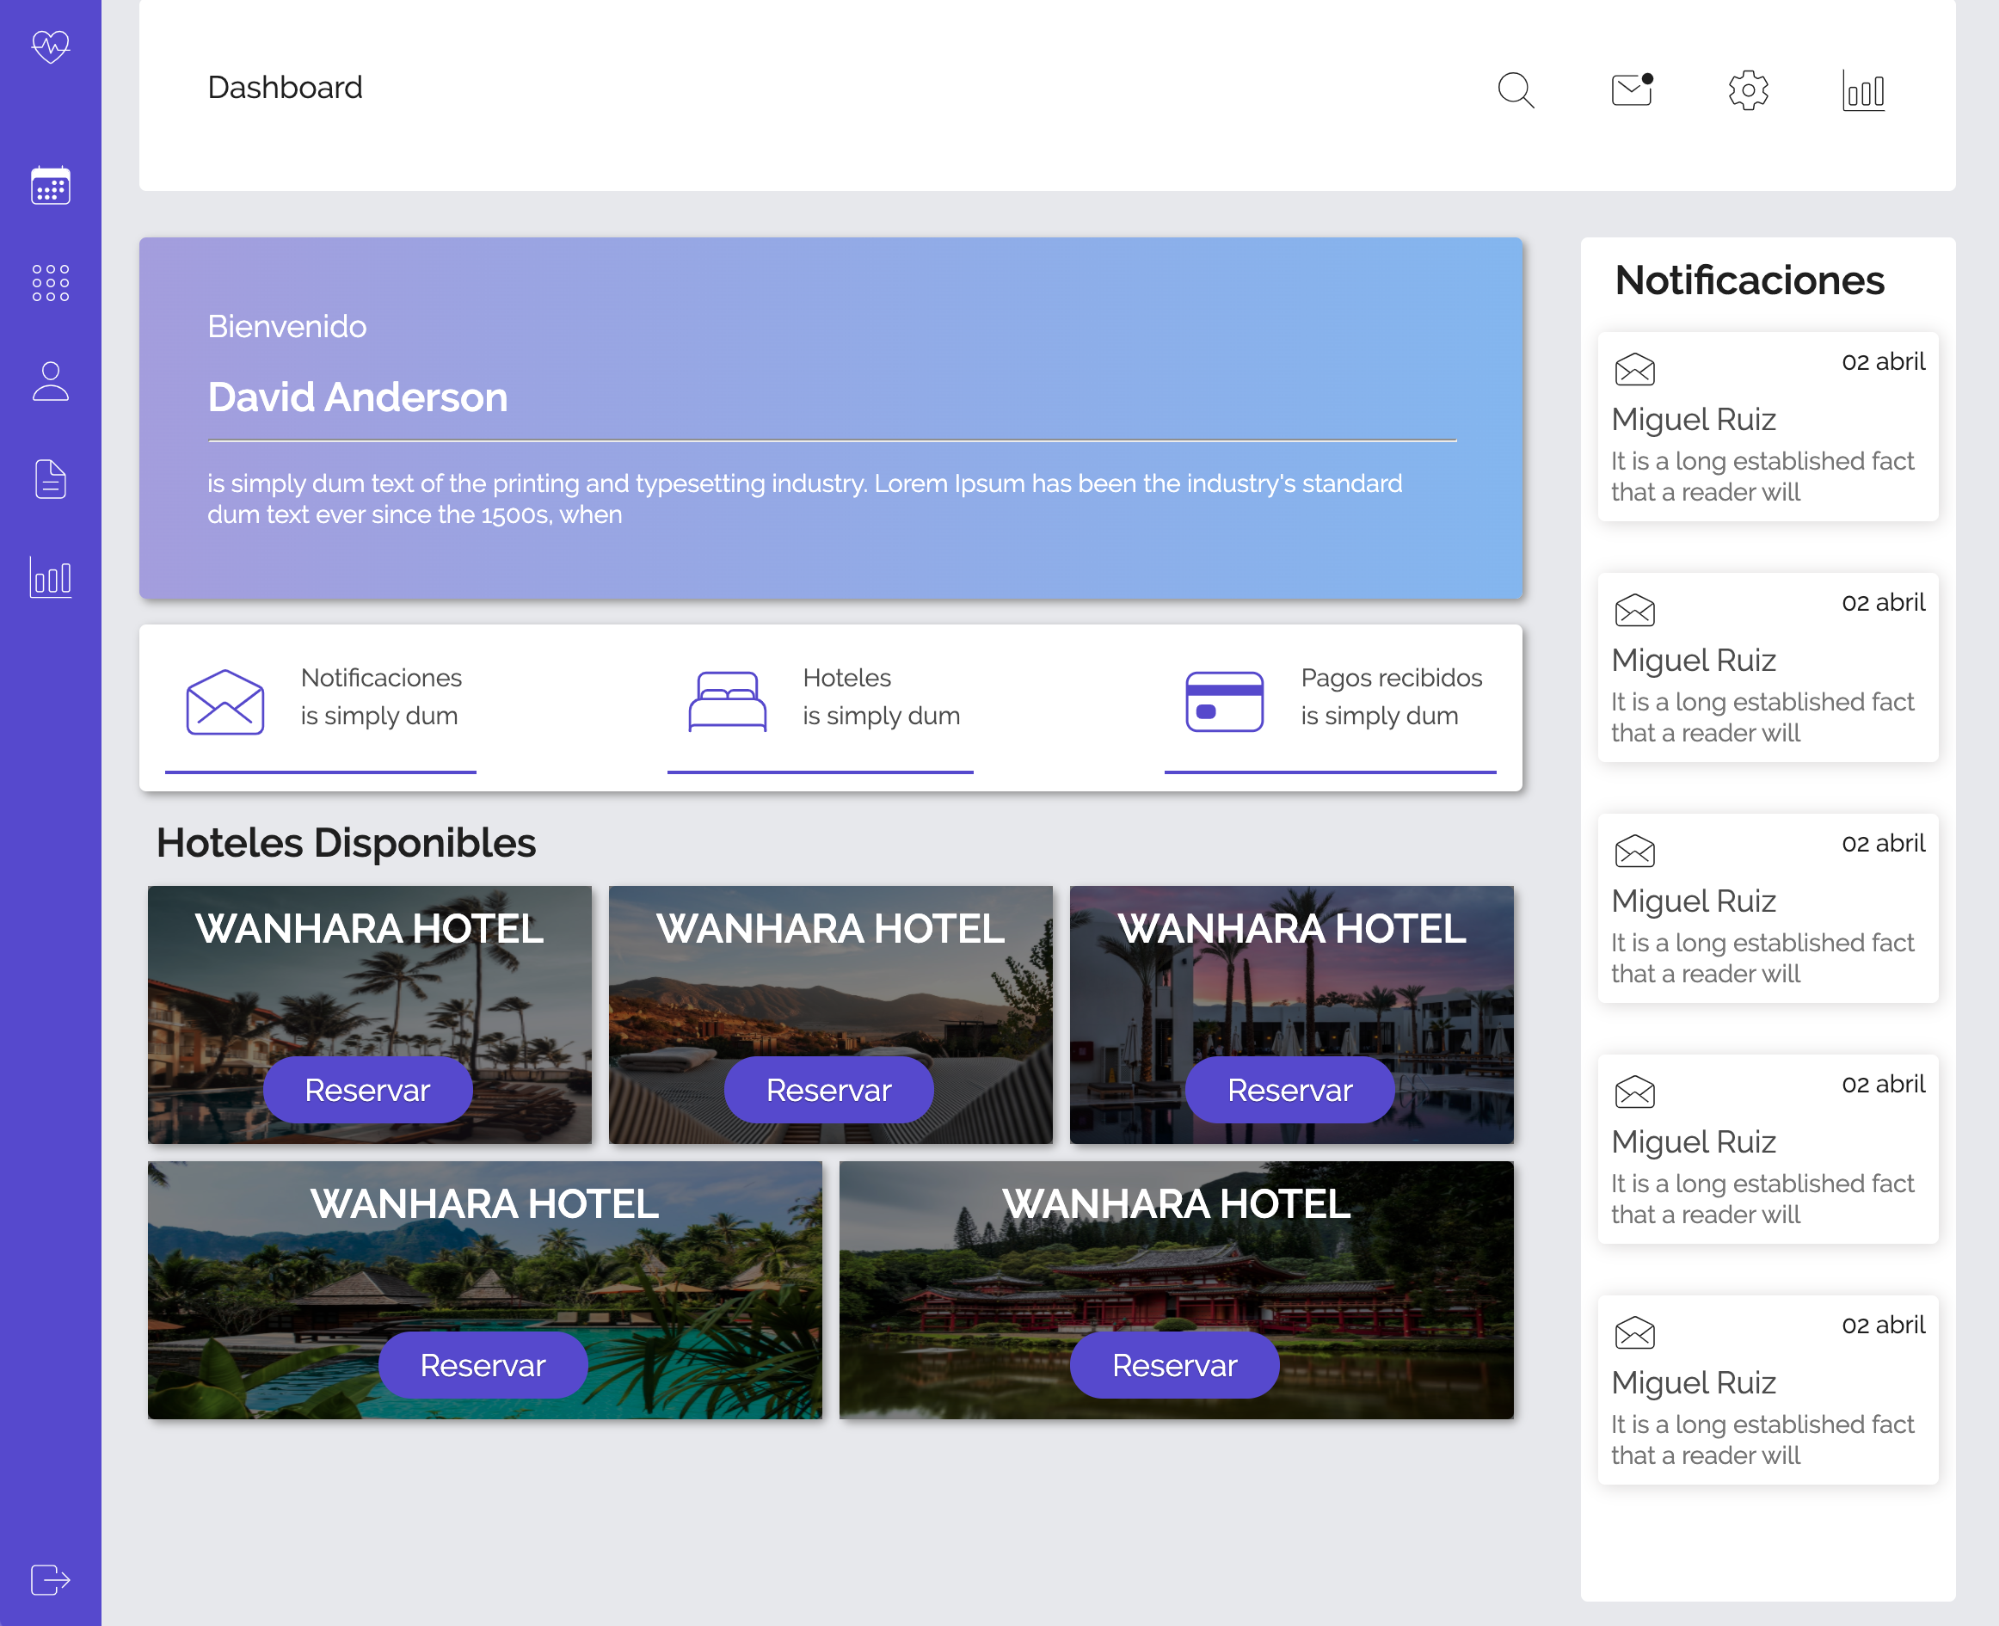 Dashboard
Bienvenido
David Anderson
is simply dum text of the printing and typesetting industry. Lorem Ipsum has been the industry's standard
dum text ever since the 1500s, when
Notificaciones
is simply dum
Hoteles
is simply dum
Pagos recibidos
is simply dum
Hoteles Disponibles
WANHARA HOTEL
Reservar
WANHARA HOTEL
Reservar
WANHARA HOTEL
Reservar
WANHARA HOTEL
Reservar
WANHARA HOTEL
Reservar
Notificaciones
02 abril
Miguel Ruiz
It is a long established fact
that a reader will
02 abril
Miguel Ruiz
It is a long established fact
that a reader will
02 abril
Miguel Ruiz
It is a long established fact
that a reader will
02 abril
Miguel Ruiz
It is a long established fact
that a reader will
02 abril
Miguel Ruiz
It is a long established fact
that a reader will